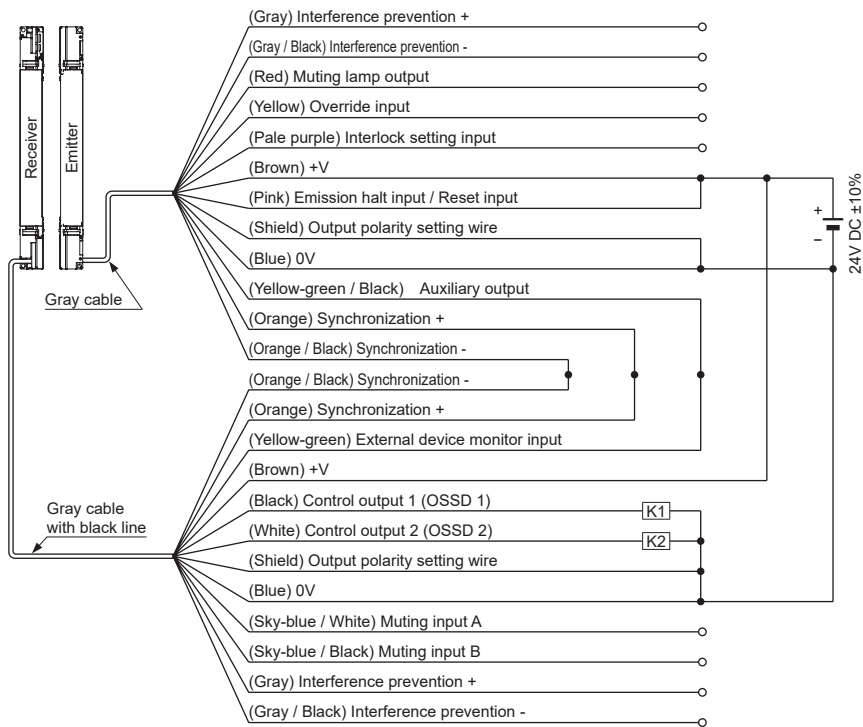 (Gray) Interference prevention +
(Gray / Black) Interference prevention -
(Red) Muting lamp output
(Yellow) Override input
(Pale purple) Interlock setting input
(Brown) +V
(Pink) Emission halt input / Reset input
(Shield) Output polarity setting wire
(Blue) 0V
(Yellow-green / Black) Auxiliary output
(Orange) Synchronization +
(Orange / Black) Synchronization -
(Orange / Black) Synchronization -
(Orange) Synchronization +
(Yellow-green) External device monitor input
(Brown) +V
(Black) Control output 1 (OSSD 1)
(White) Control output 2 (OSSD 2)
(Shield) Output polarity setting wire
(Blue) 0V
(Sky-blue / White) Muting input A
(Sky-blue / Black) Muting input B
(Gray) Interference prevention +
(Gray / Black) Interference prevention -
Receiver
Emitter
Gray cable
Gray cable
with black line
K1
K2
+
−
24V DC ±10%